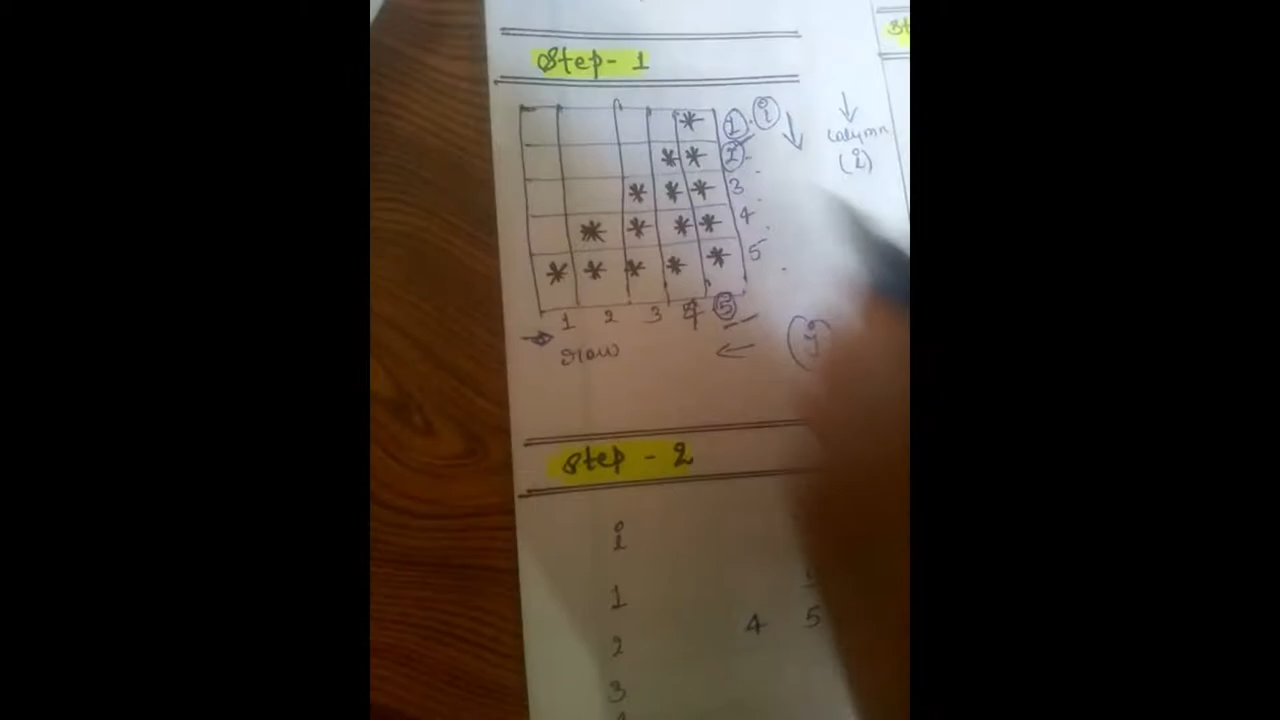 Step - 1
* 1 . i ↓
* * 2 -
* * * 3
* * * * 4
* * * * * 5
↓
column
(i)
1 2 3 4 5
→ row ← (j)
Step - 2
i
1
2 4 5
3